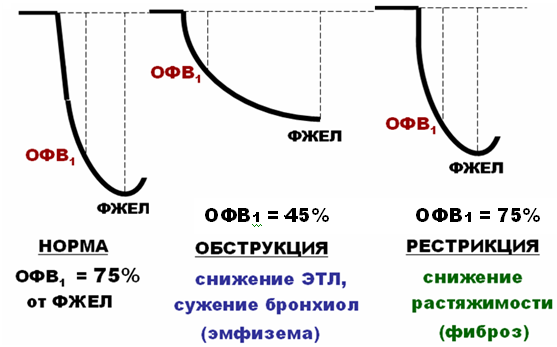 ОФВ1
ФЖЕЛ
НОРМА
ОФВ1 = 75%
от ФЖЕЛ
ОФВ1
ФЖЕЛ
ОФВ1 = 45%
ОБСТРУКЦИЯ
снижение ЭТЛ,
сужение бронхиол
(эмфизема)
ОФВ1
ФЖЕЛ
ОФВ1 = 75%
РЕСТРИКЦИЯ
снижение
растяжимости
(фиброз)